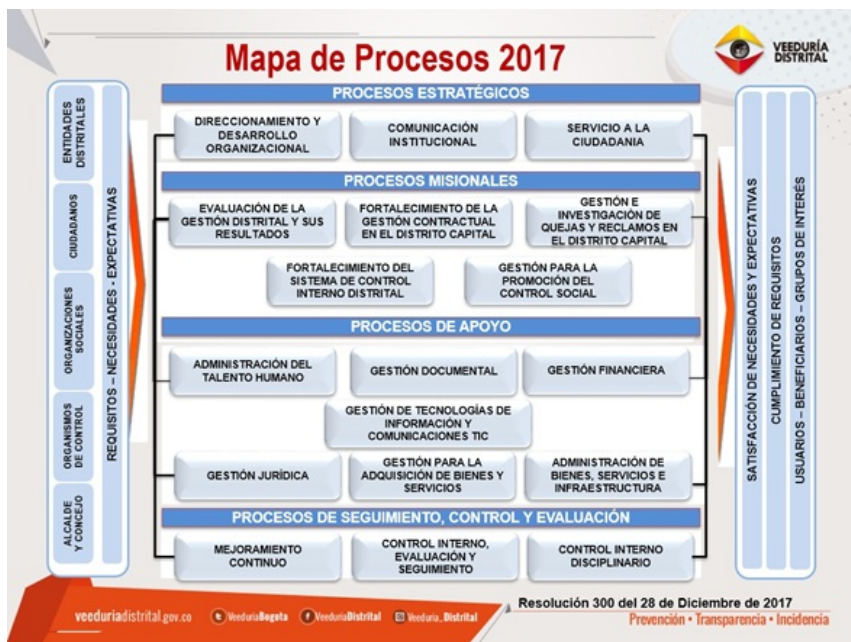 Mapa de Procesos 2017
VEEDURÍA
DISTRITAL
ENTIDADES
DISTRITALES
CIUDADANOS
ORGANIZACIONES
SOCIALES
ORGANISMOS
DE CONTROL
ALCALDE
Y CONCEJO
REQUISITOS – NECESIDADES - EXPECTATIVAS
PROCESOS ESTRATÉGICOS
DIRECCIONAMIENTO Y
DESARROLLO
ORGANIZACIONAL
COMUNICACIÓN
INSTITUCIONAL
SERVICIO A LA
CIUDADANIA
PROCESOS MISIONALES
EVALUACIÓN DE LA
GESTIÓN DISTRITAL Y SUS
RESULTADOS
FORTALECIMIENTO DE LA
GESTIÓN CONTRACTUAL
EN EL DISTRITO CAPITAL
GESTIÓN E
INVESTIGACIÓN DE
QUEJAS Y RECLAMOS EN
EL DISTRITO CAPITAL
FORTALECIMIENTO DEL
SISTEMA DE CONTROL
INTERNO DISTRITAL
GESTIÓN PARA LA
PROMOCIÓN DEL
CONTROL SOCIAL
PROCESOS DE APOYO
ADMINISTRACIÓN DEL
TALENTO HUMANO
GESTIÓN DOCUMENTAL
GESTIÓN FINANCIERA
GESTIÓN DE TECNOLOGÍAS DE
INFORMACIÓN Y
COMUNICACIONES TIC
GESTIÓN JURÍDICA
GESTIÓN PARA LA
ADQUISICIÓN DE BIENES Y
SERVICIOS
ADMINISTRACIÓN DE
BIENES, SERVICIOS E
INFRAESTRUCTURA
PROCESOS DE SEGUIMIENTO, CONTROL Y EVALUACIÓN
MEJORAMIENTO
CONTINUO
CONTROL INTERNO,
EVALUACIÓN Y
SEGUIMIENTO
CONTROL INTERNO
DISCIPLINARIO
SATISFACCIÓN DE NECESIDADES Y EXPECTATIVAS
CUMPLIMIENTO DE REQUISITOS
USUARIOS – BENEFICIARIOS – GRUPOS DE INTERÉS
Resolución 300 del 28 de Diciembre de 2017
veeduriadistrital.gov.co
VeeduriaBogota
VeeduriaDistrital
Veeduria_Distrital
Prevención • Transparencia • Incidencia